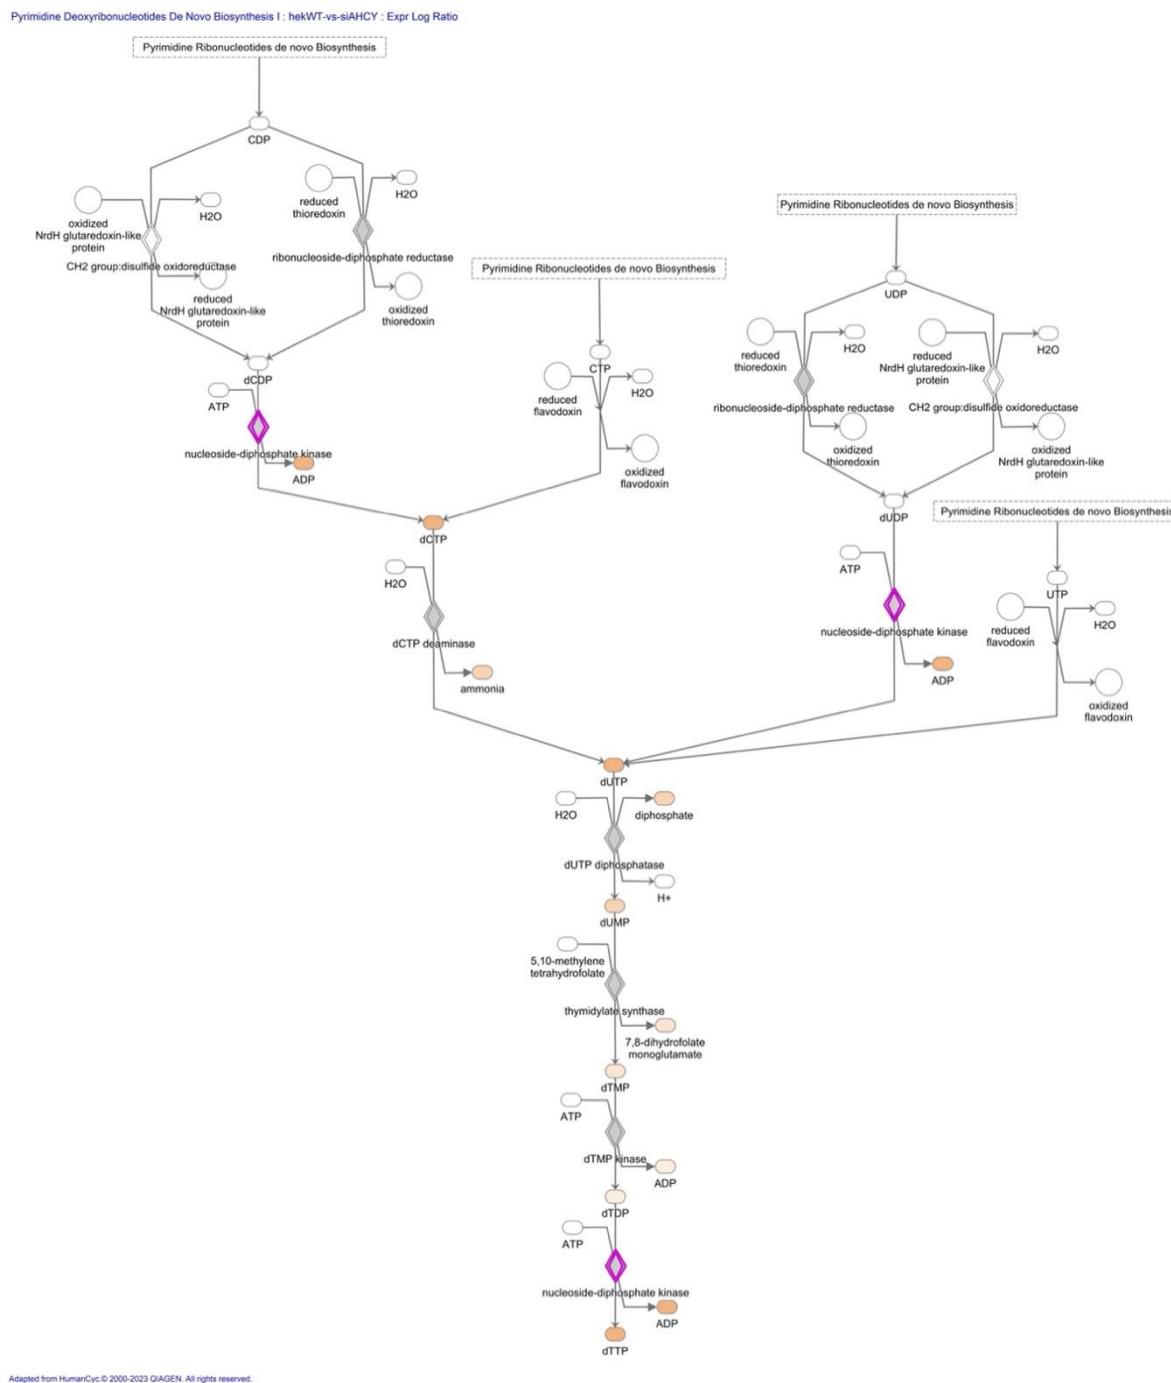 Pyrimidine Deoxyribonucleotides De Novo Biosynthesis I : hekWT-vs-siAHCY : Expr Log Ratio
Pyrimidine Ribonucleotides de novo Biosynthesis
CDP
oxidized
NrdH glutaredoxin-like
protein
H2O
CH2 group:disulfide oxidoreductase
reduced
NrdH glutaredoxin-like
protein
reduced
thioredoxin
H2O
ribonucleoside-diphosphate reductase
oxidized
thioredoxin
dCDP
ATP
nucleoside-diphosphate kinase
ADP
Pyrimidine Ribonucleotides de novo Biosynthesis
CTP
reduced
flavodoxin
H2O
oxidized
flavodoxin
dCTP
H2O
dCTP deaminase
ammonia
Pyrimidine Ribonucleotides de novo Biosynthesis
UDP
reduced
thioredoxin
H2O
ribonucleoside-diphosphate reductase
oxidized
thioredoxin
reduced
NrdH glutaredoxin-like
protein
H2O
CH2 group:disulfide oxidoreductase
oxidized
NrdH glutaredoxin-like
protein
dUDP
ATP
nucleoside-diphosphate kinase
ADP
Pyrimidine Ribonucleotides de novo Biosynthesis
UTP
reduced
flavodoxin
H2O
oxidized
flavodoxin
dUTP
H2O
diphosphate
dUTP diphosphatase
H+
dUMP
5,10-methylene
tetrahydrofolate
thymidylate synthase
7,8-dihydrofolate
monoglutamate
dTMP
ATP
dTMP kinase
ADP
dTDP
ATP
nucleoside-diphosphate kinase
ADP
dTTP
Adapted from HumanCyc.© 2000-2023 QIAGEN. All rights reserved.